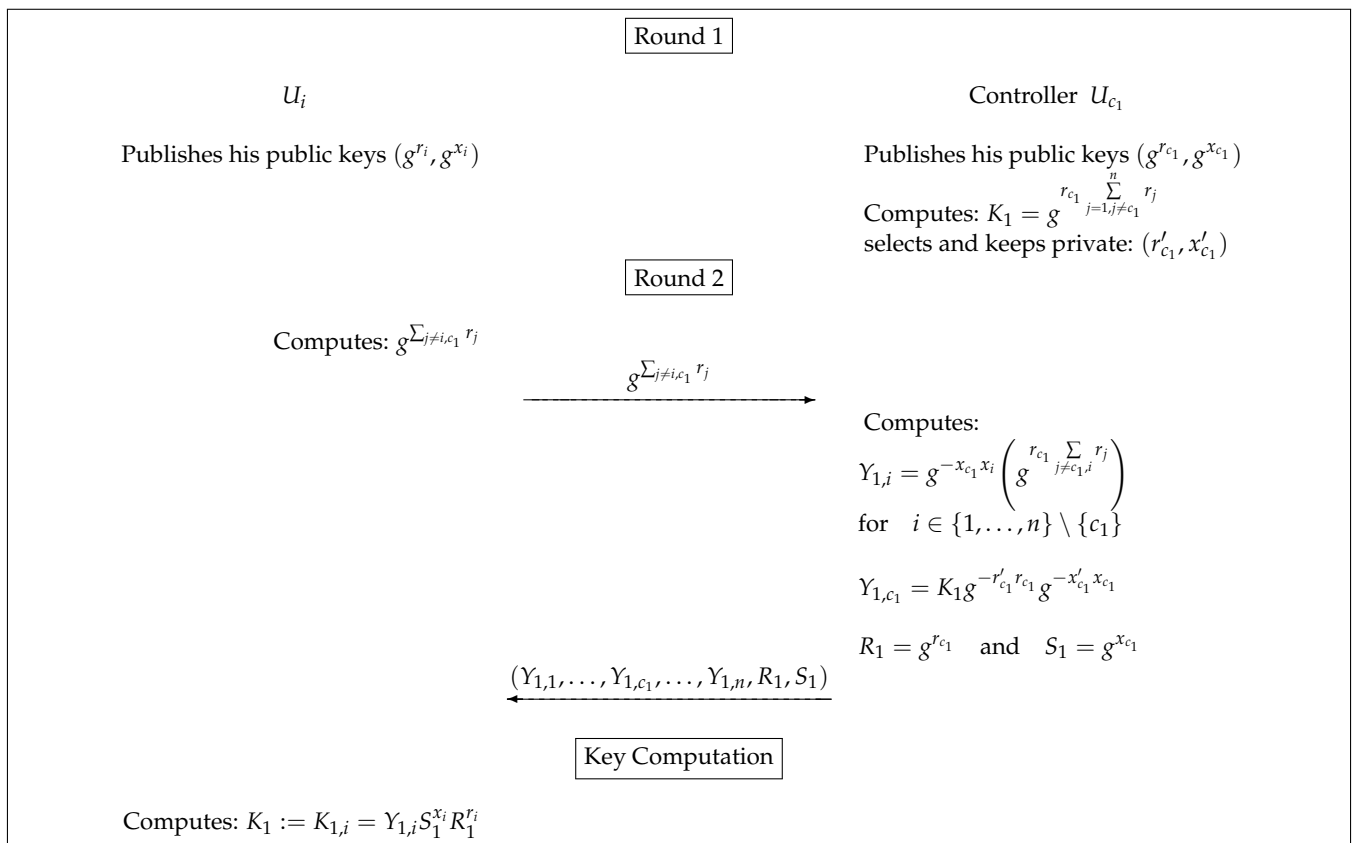 Round 1
$U_i$ Controller $U_{c_1}$
Publishes his public keys $(g^{r_i}, g^{x_i})$ Publishes his public keys $(g^{r_{c_1}}, g^{x_{c_1}})$
Computes: $K_1 = g^{r_{c_1} \sum\limits_{j=1, j \neq c_1}^{n} r_j}$
selects and keeps private: $(r'_{c_1}, x'_{c_1})$
Round 2
Computes: $g^{\sum_{j \neq i, c_1} r_j}$
$g^{\sum_{j \neq i, c_1} r_j}$
Computes:
$Y_{1,i} = g^{-x_{c_1} x_i} \left( g^{r_{c_1} \sum\limits_{j \neq c_1, i} r_j} \right)$
for $i \in \{1, \ldots, n\} \setminus \{c_1\}$
$Y_{1,c_1} = K_1 g^{-r'_{c_1} r_{c_1}} g^{-x'_{c_1} x_{c_1}}$
$R_1 = g^{r_{c_1}}$ and $S_1 = g^{x_{c_1}}$
$(Y_{1,1}, \ldots, Y_{1,c_1}, \ldots, Y_{1,n}, R_1, S_1)$
Key Computation
Computes: $K_1 := K_{1,i} = Y_{1,i} S_1^{x_i} R_1^{r_i}$